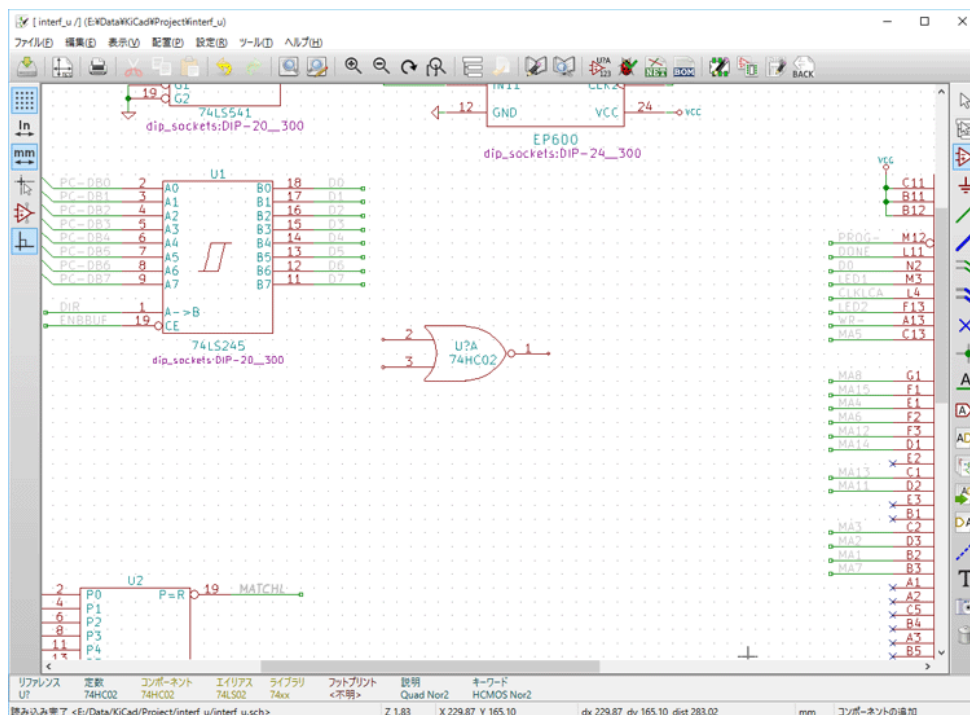 [ interf_u /] (E:¥Data¥KiCad¥Project¥interf_u)
ファイル(F) 編集(E) 表示(V) 配置(P) 設定(R) ツール(T) ヘルプ(H)
In
mm
U?A
123
NET
BOM
BACK
19 G2
74LS541
dip_sockets:DIP-20__300
12 GND VCC 24 VCC
EP600
dip_sockets:DIP-24__300
U1
PC-DB0 2 A0 B0 18 D0
PC-DB1 3 A1 B1 17 D1
PC-DB2 4 A2 B2 16 D2
PC-DB3 5 A3 B3 15 D3
PC-DB4 6 A4 B4 14 D4
PC-DB5 7 A5 B5 13 D5
PC-DB6 8 A6 B6 12 D6
PC-DB7 9 A7 B7 11 D7
DIR 1 A->B
ENBBUF 19 CE
74LS245
dip_sockets:DIP-20__300
2
3
U?A
74HC02
1
VCC
C11
B11
B12
PROG- M12
DONE L11
D0 N2
LED1 M3
CLKLCA L4
LED2 F13
WR- A13
MA5 C13
MA8 G1
MA15 F1
MA4 E1
MA6 F2
MA12 F3
MA14 D1
E2
MA13 C1
MA11 D2
E3
B1
MA3 C2
MA2 D3
MA1 B2
MA7 B3
A1
A2
C5
B4
A3
B5
U2
2 P0 P=R 19 MATCHL
4 P1
6 P2
8 P3
11 P4
13
リファレンス 定数 コンポーネント エイリアス ライブラリ フットプリント 説明 キーワード
U? 74HC02 74HC02 74LS02 74xx <不明> Quad Nor2 HCMOS Nor2
読み込み完了 <E:/Data/KiCad/Project/interf_u/interf_u.sch> Z 1.83 X 229.87 Y 165.10 dx 229.87 dy 165.10 dist 283.02 mm コンポーネントの追加